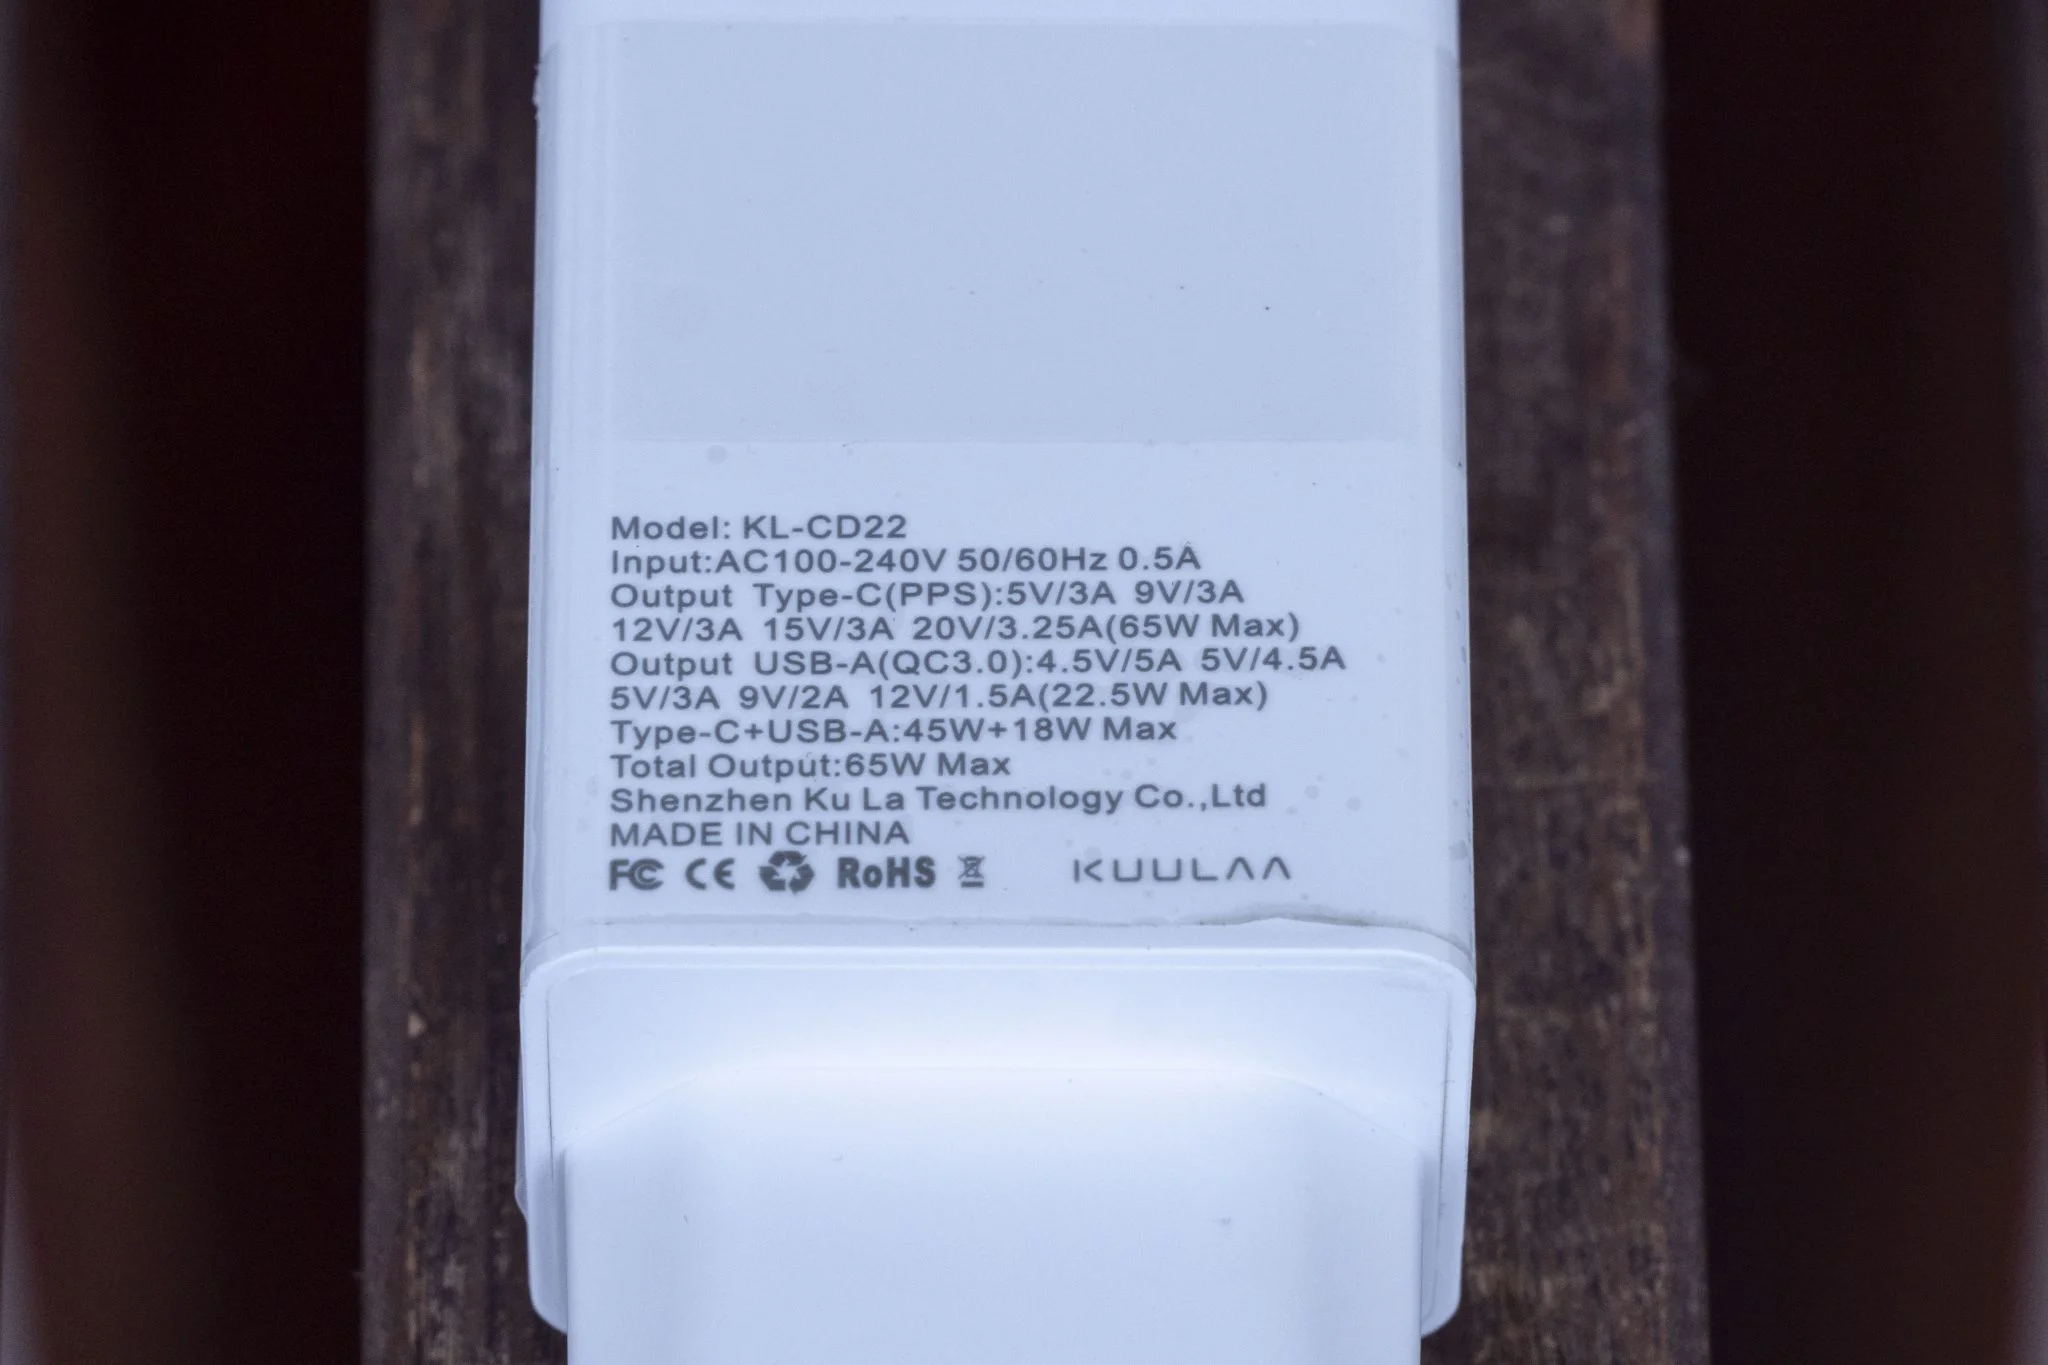 Model: KL-CD22
Input:AC100-240V 50/60Hz 0.5A
Output Type-C(PPS):5V/3A 9V/3A
12V/3A 15V/3A 20V/3.25A(65W Max)
Output USB-A(QC3.0):4.5V/5A 5V/4.5A
5V/3A 9V/2A 12V/1.5A(22.5W Max)
Type-C+USB-A:45W+18W Max
Total Output:65W Max
Shenzhen Ku La Technology Co.,Ltd
MADE IN CHINA
FC CE RoHS KUULAA